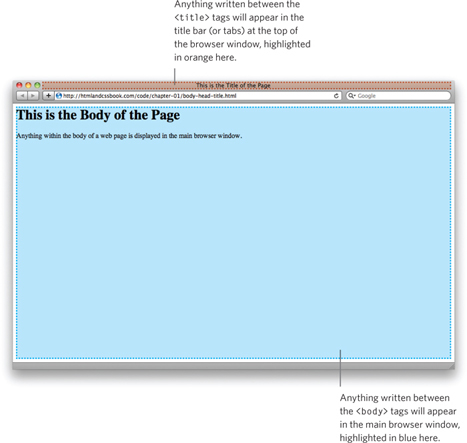 Anything written between the
<title> tags will appear in the
title bar (or tabs) at the top of
the browser window, highlighted
in orange here.
This is the Title of the Page
http://htmlandcssbook.com/code/chapter-01/body-head-title.html
Google
This is the Body of the Page
Anything within the body of a web page is displayed in the main browser window.
Anything written between
the <body> tags will appear
in the main browser window,
highlighted in blue here.